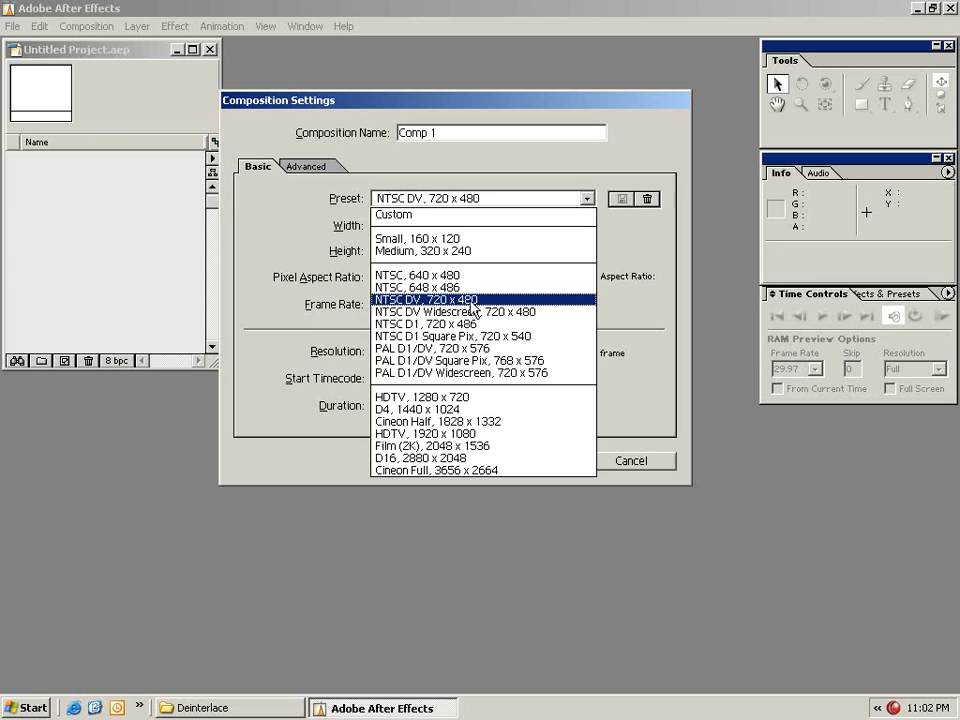 Adobe After Effects
File Edit Composition Layer Effect Animation View Window Help
Untitled Project.aep
Name
8 bpc
Composition Settings
Composition Name: Comp 1
Basic Advanced
Preset: NTSC DV, 720 x 480
Custom
Width:
Small, 160 x 120
Height:
Medium, 320 x 240
Pixel Aspect Ratio:
NTSC, 640 x 480
Aspect Ratio:
NTSC, 648 x 486
Frame Rate:
NTSC DV, 720 x 480
NTSC DV Widescreen, 720 x 480
NTSC D1, 720 x 486
NTSC D1 Square Pix, 720 x 540
Resolution:
PAL D1/DV, 720 x 576
frame
PAL D1/DV Square Pix, 768 x 576
Start Timecode:
PAL D1/DV Widescreen, 720 x 576
Duration:
HDTV, 1280 x 720
D4, 1440 x 1024
Cineon Half, 1828 x 1332
HDTV, 1920 x 1080
Film (2K), 2048 x 1536
D16, 2880 x 2048
Cineon Full, 3656 x 2664
Cancel
Tools
Info Audio
R: X:
G: Y:
B:
A:
Time Controls ects & Presets
RAM Preview Options
Frame Rate Skip Resolution
29.97 0 Full
From Current Time Full Screen
Start Deinterlace Adobe After Effects 11:02 PM